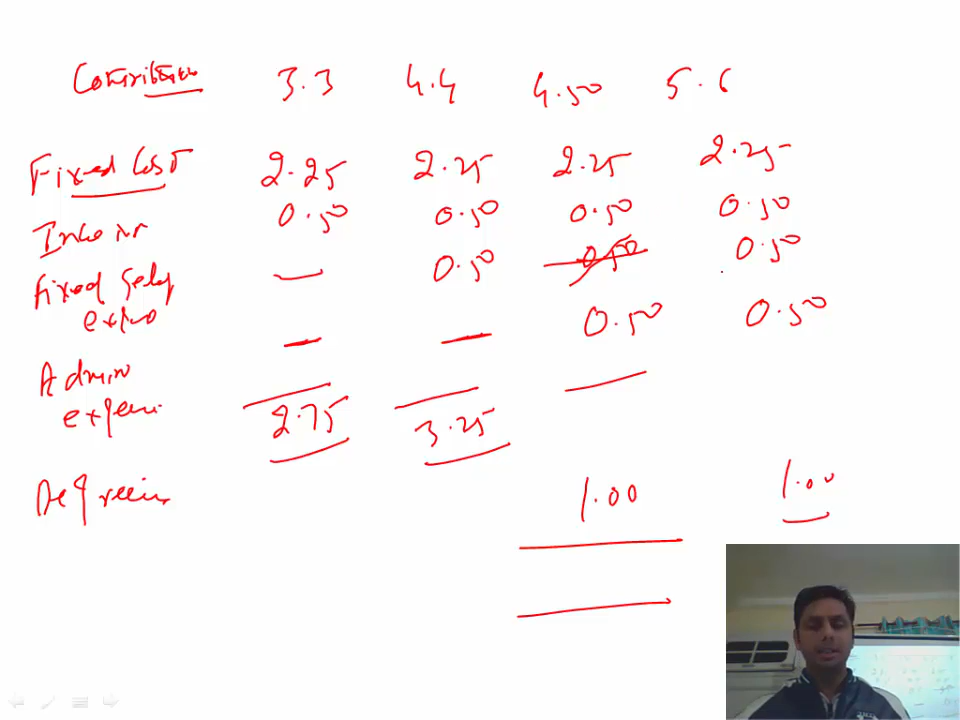 Contribution 3.3 4.4 4.50 5.6
Fixed Cost 2.25 2.25 2.25 2.25
0.50 0.50 0.50 0.50
Fixed 0.50 0.50 0.50
0.50 0.50
Admin
2.75 3.25
1.00 1.00